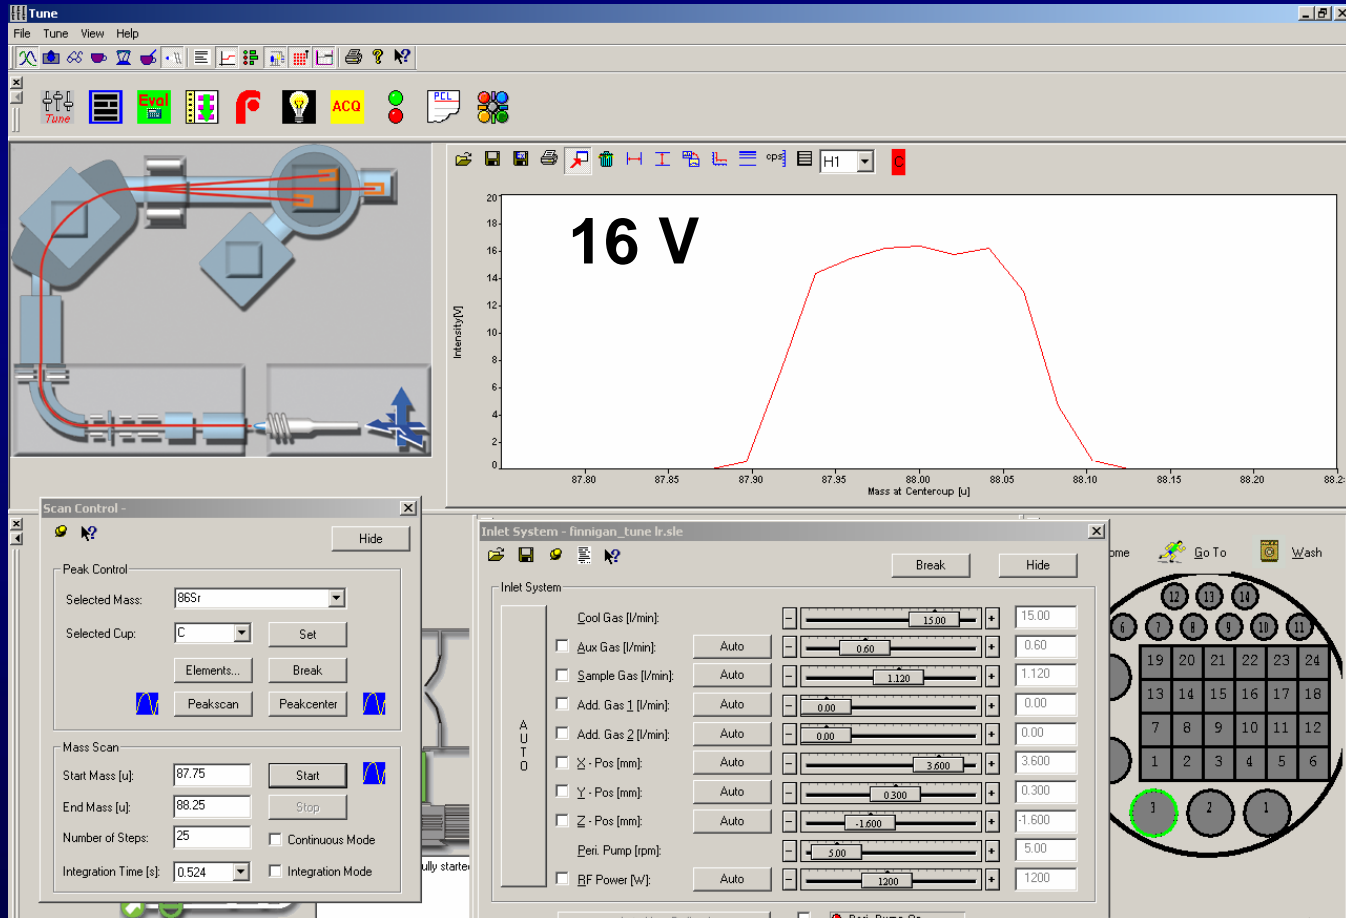 Tune
File Tune View Help
Tune
Eval
ACQ
PCL
cps
H1
C
16 V
Intensity[V]
20
18
16
14
12
10
8
6
4
2
0
87.80 87.85 87.90 87.95 88.00 88.05 88.10 88.15 88.20 88.2
Mass at Centercup [u]
Scan Control -
Hide
Peak Control
Selected Mass: 86Sr
Selected Cup: C Set
Elements... Break
Peakscan Peakcenter
Mass Scan
Start Mass [u]: 87.75 Start
End Mass [u]: 88.25 Stop
Number of Steps: 25 Continuous Mode
Integration Time [s]: 0.524 Integration Mode
ully starte
Inlet System - finnigan_tune lr.sle
Break Hide
Inlet System
AUTO
Cool Gas [l/min]: - 15.00 + 15.00
Aux Gas [l/min]: Auto - 0.60 + 0.60
Sample Gas [l/min]: Auto - 1.120 + 1.120
Add. Gas 1 [l/min]: Auto - 0.00 + 0.00
Add. Gas 2 [l/min]: Auto - 0.00 + 0.00
X - Pos [mm]: Auto - 3.600 + 3.600
Y - Pos [mm]: Auto - 0.300 + 0.300
Z - Pos [mm]: Auto - -1.600 + -1.600
Peri. Pump [rpm]: - 5.00 + 5.00
RF Power [W]: Auto - 1200 + 1200
ome Go To Wash
12 13 14
6 7 8 9 10 11
19 20 21 22 23 24
13 14 15 16 17 18
7 8 9 10 11 12
1 2 3 4 5 6
3 2 1